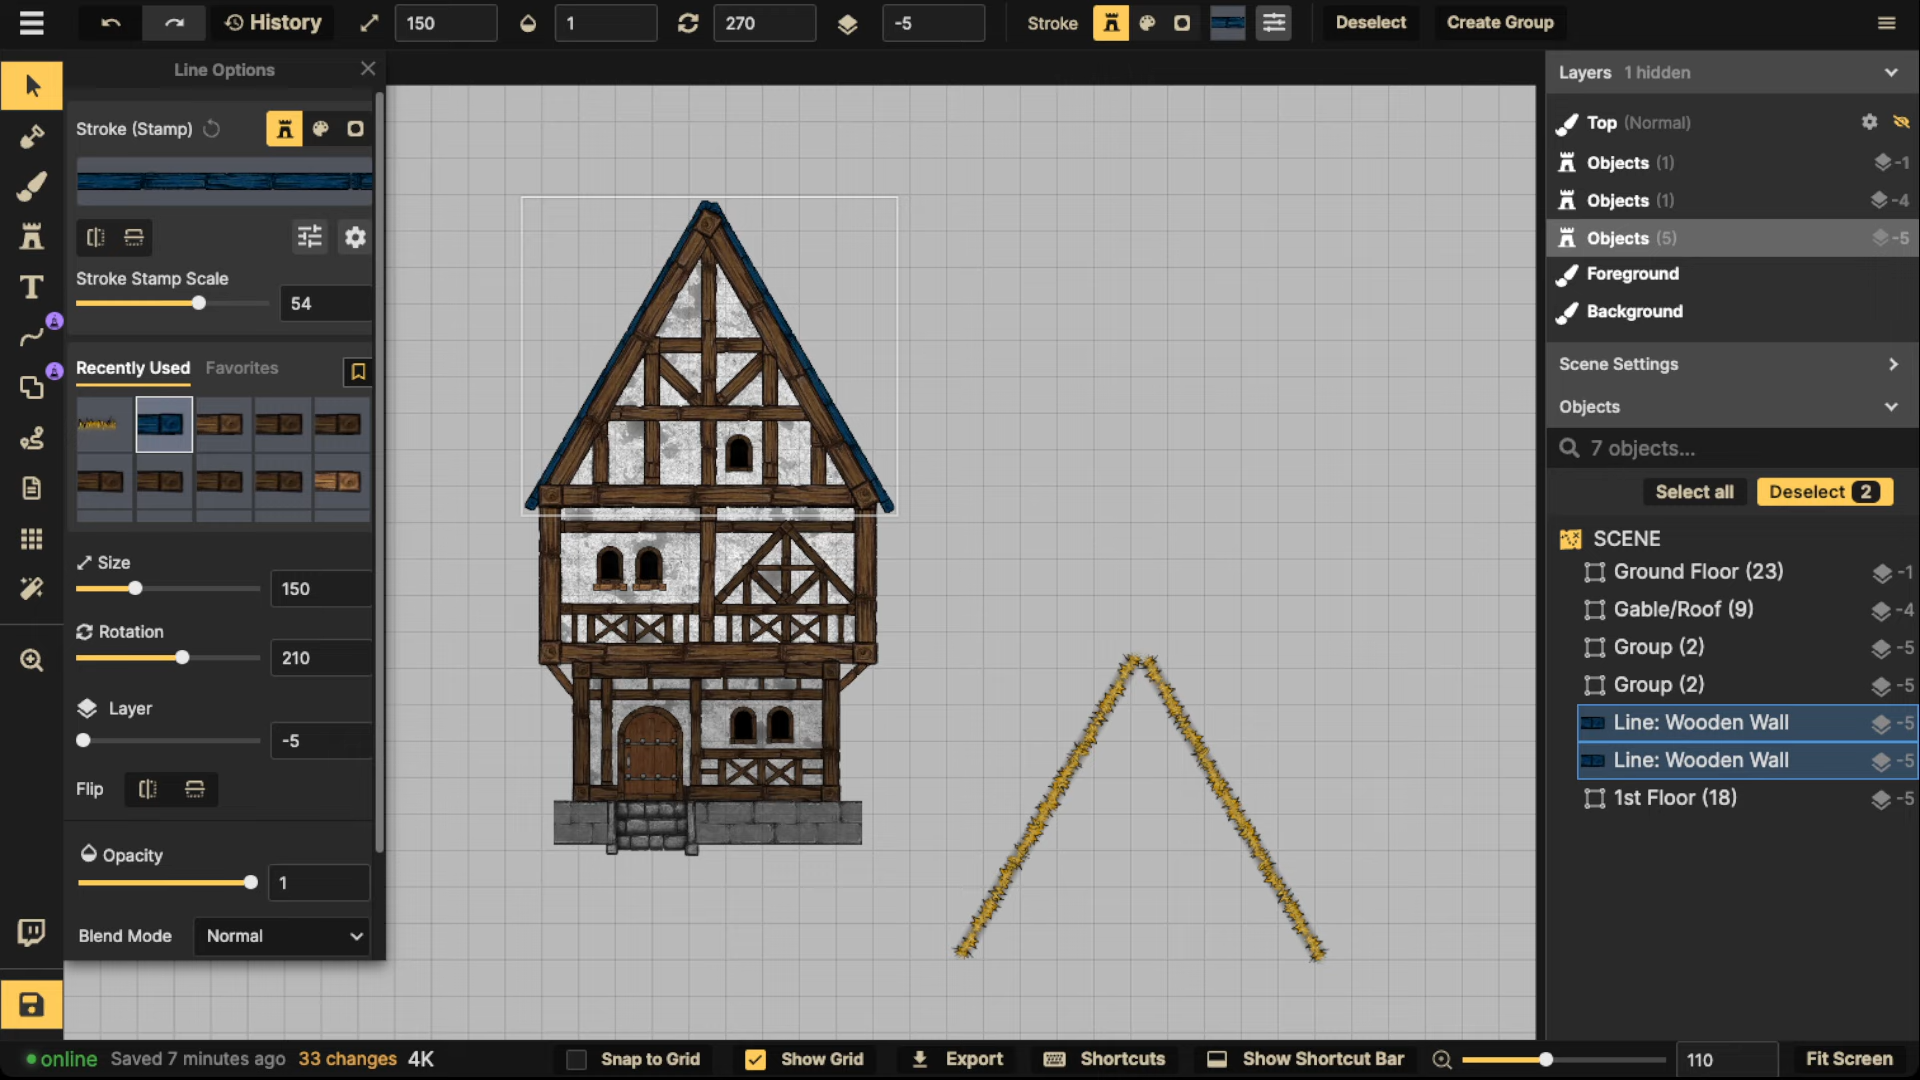 History
150
1
270
-5
Stroke
Deselect
Create Group
Line Options
Stroke (Stamp)
Stroke Stamp Scale
54
Recently Used
Favorites
Size
150
Rotation
210
Layer
-5
Flip
Opacity
1
Blend Mode
Normal
Layers 1 hidden
Top (Normal)
Objects (1) -1
Objects (1) -4
Objects (5) -5
Foreground
Background
Scene Settings
Objects
7 objects...
Select all
Deselect 2
SCENE
Ground Floor (23) -1
Gable/Roof (9) -4
Group (2) -5
Group (2) -5
Line: Wooden Wall -5
Line: Wooden Wall -5
1st Floor (18) -5
online Saved 7 minutes ago 33 changes 4K
Snap to Grid
Show Grid
Export
Shortcuts
Show Shortcut Bar
110
Fit Screen